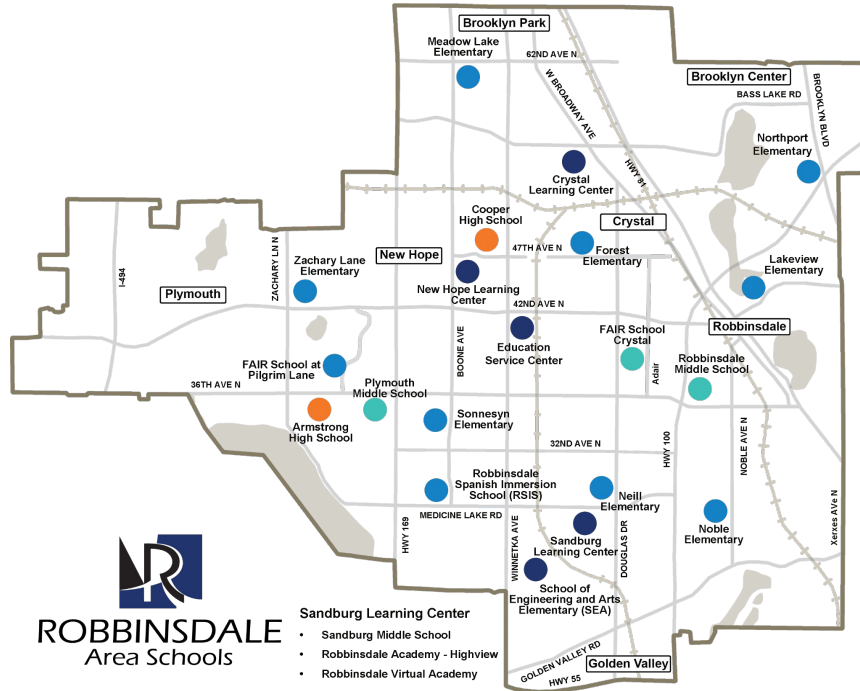 Brooklyn Park
Meadow Lake
Elementary
62ND AVE N
W BROADWAY AVE
Brooklyn Center
BASS LAKE RD
BROOKLYN BLVD
Northport
Elementary
HWY 81
Crystal
Learning Center
Cooper
High School
Crystal
47TH AVE N
Forest
Elementary
New Hope
Zachary Lane
Elementary
ZACHARY LN N
I-494
Plymouth
New Hope Learning
Center
Lakeview
Elementary
42ND AVE N
Robbinsdale
Education
Service Center
FAIR School
Crystal
Adair
BOONE AVE
Robbinsdale
Middle School
FAIR School at
Pilgrim Lane
36TH AVE N
Plymouth
Middle School
Armstrong
High School
Sonnesyn
Elementary
32ND AVE N
HWY 100
NOBLE AVE N
Robbinsdale
Spanish Immersion
School (RSIS)
Neill
Elementary
MEDICINE LAKE RD
HWY 169
WINNETKA AVE
Sandburg
Learning Center
DOUGLAS DR
Noble
Elementary
Xerxes AVe N
School of
Engineering and Arts
Elementary (SEA)
GOLDEN VALLEY RD
HWY 55
Golden Valley
R
ROBBINSDALE
Area Schools
Sandburg Learning Center
• Sandburg Middle School
• Robbinsdale Academy - Highview
• Robbinsdale Virtual Academy